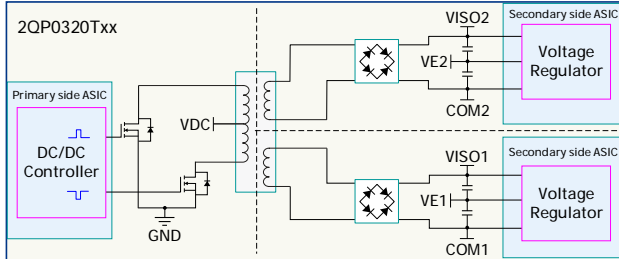 2QP0320Txx
Primary side ASIC
DC/DC
Controller
VDC
GND
VISO2
VE2
COM2
Secondary side ASIC
Voltage
Regulator
VISO1
VE1
COM1
Secondary side ASIC
Voltage
Regulator